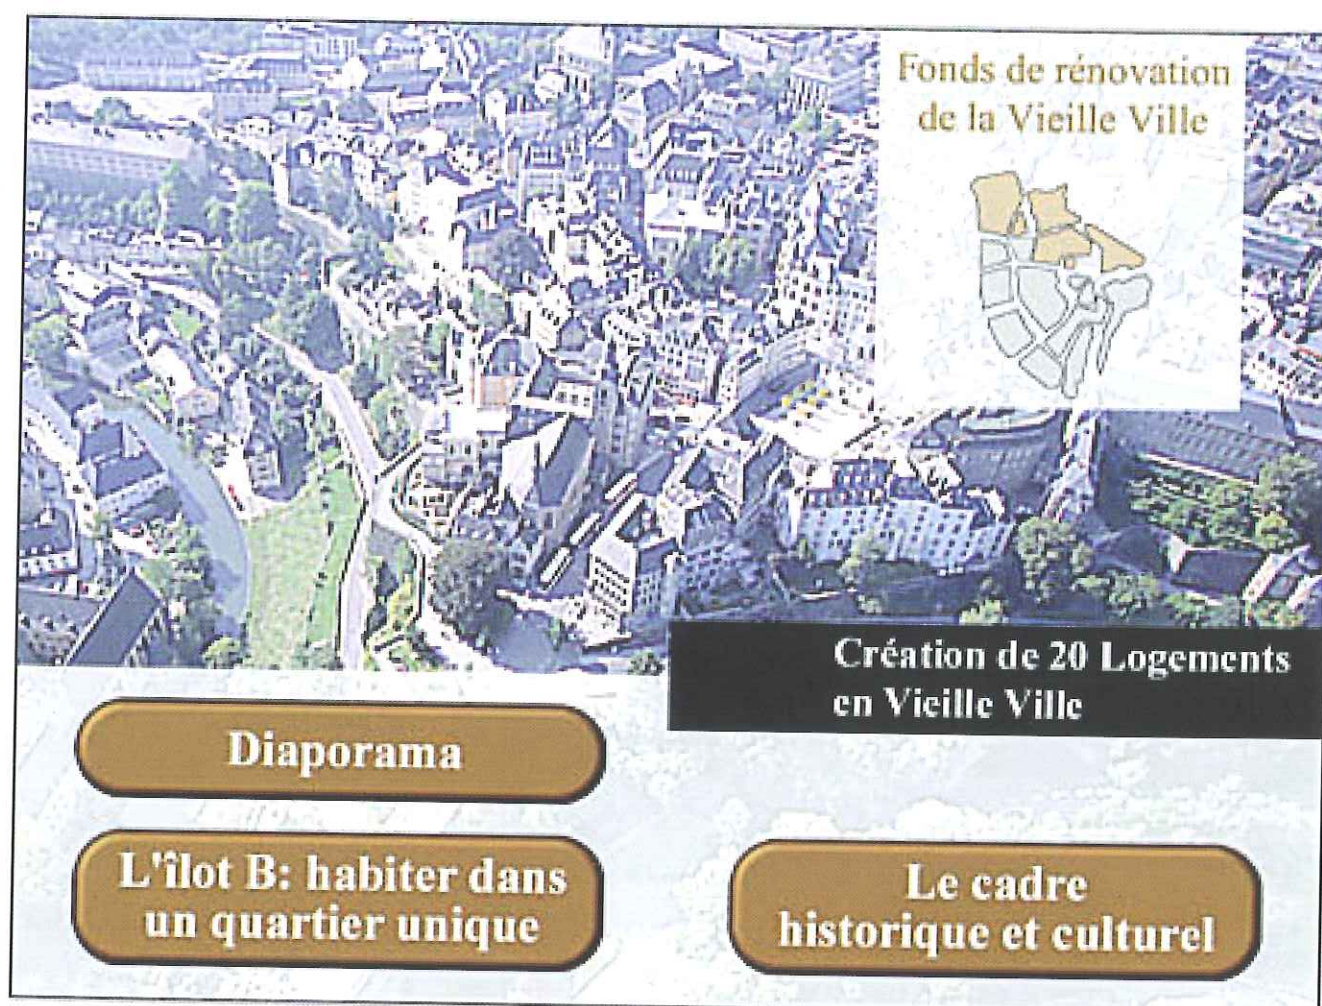 Fonds de rénovation
de la Vieille Ville
Création de 20 Logements
en Vieille Ville
Diaporama
L'îlot B: habiter dans
un quartier unique
Le cadre
historique et culturel